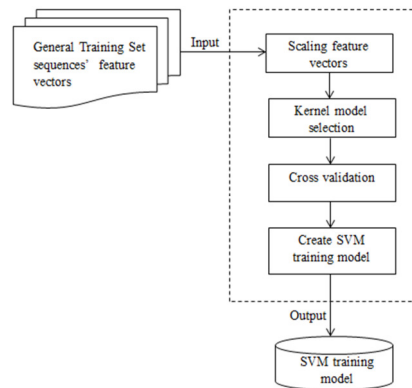 General Training Set
sequences' feature
vectors
Input
Scaling feature
vectors
Kernel model
selection
Cross validation
Create SVM
training model
Output
SVM training
model